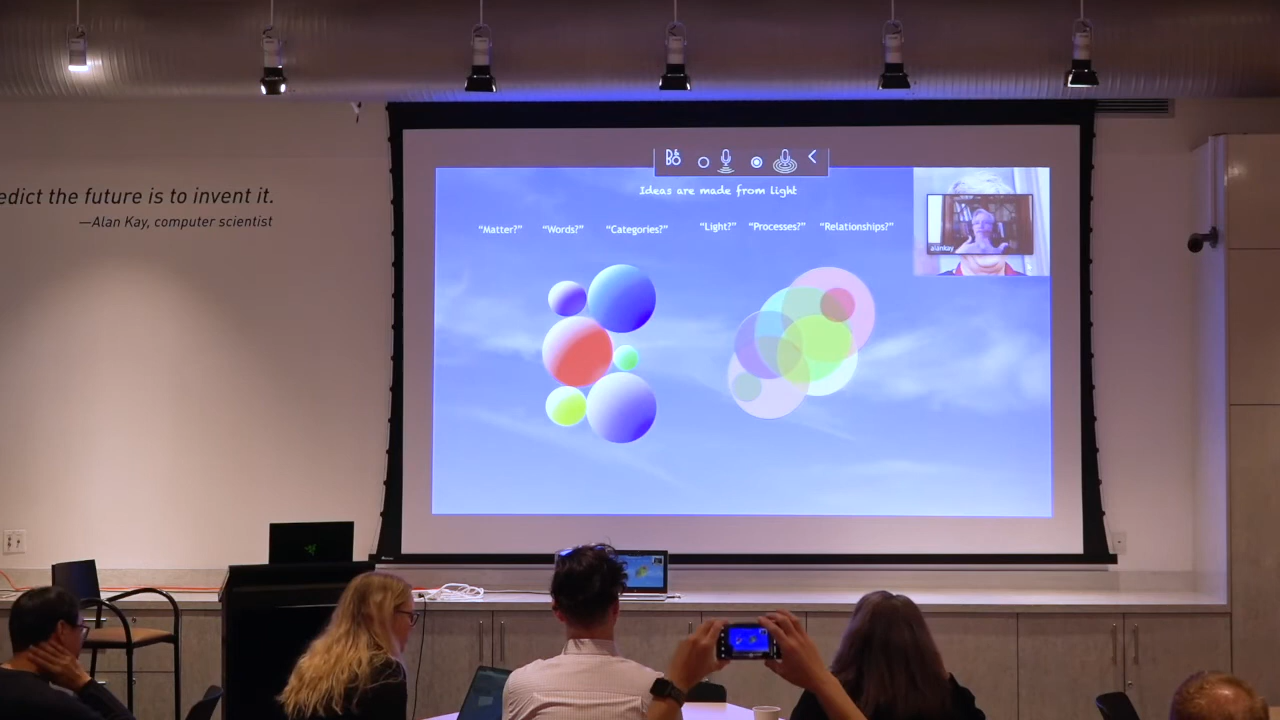 edict the future is to invent it.
—Alan Kay, computer scientist
Ideas are made from light
“Matter?” “Words?” “Categories?” “Light?” “Processes?” “Relationships?”
alankay